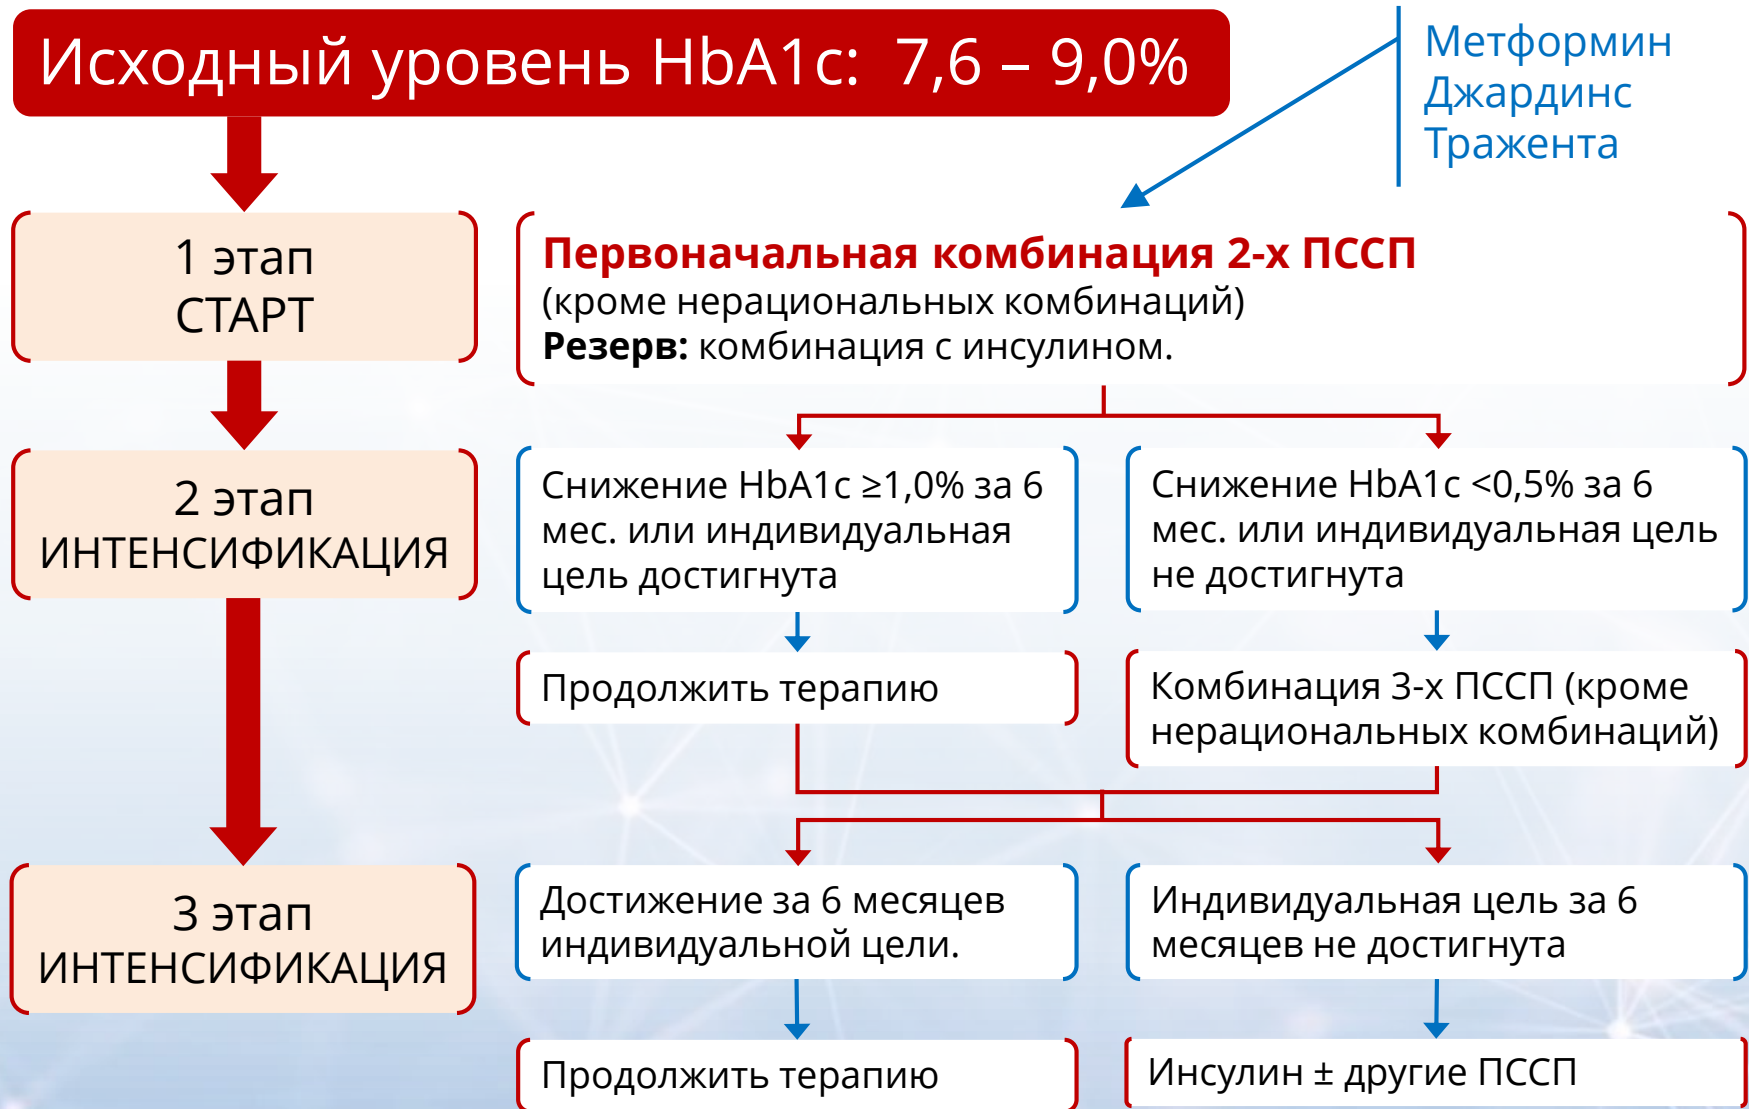 Исходный уровень HbA1c: 7,6 – 9,0%
Метформин
Джардинс
Тражента
1 этап
СТАРТ
Первоначальная комбинация 2-х ПССП
(кроме нерациональных комбинаций)
Резерв: комбинация с инсулином.
2 этап
ИНТЕНСИФИКАЦИЯ
Снижение HbA1c ≥1,0% за 6
мес. или индивидуальная
цель достигнута
Снижение HbA1c <0,5% за 6
мес. или индивидуальная цель
не достигнута
Продолжить терапию
Комбинация 3-х ПССП (кроме
нерациональных комбинаций)
3 этап
ИНТЕНСИФИКАЦИЯ
Достижение за 6 месяцев
индивидуальной цели.
Индивидуальная цель за 6
месяцев не достигнута
Продолжить терапию
Инсулин ± другие ПССП